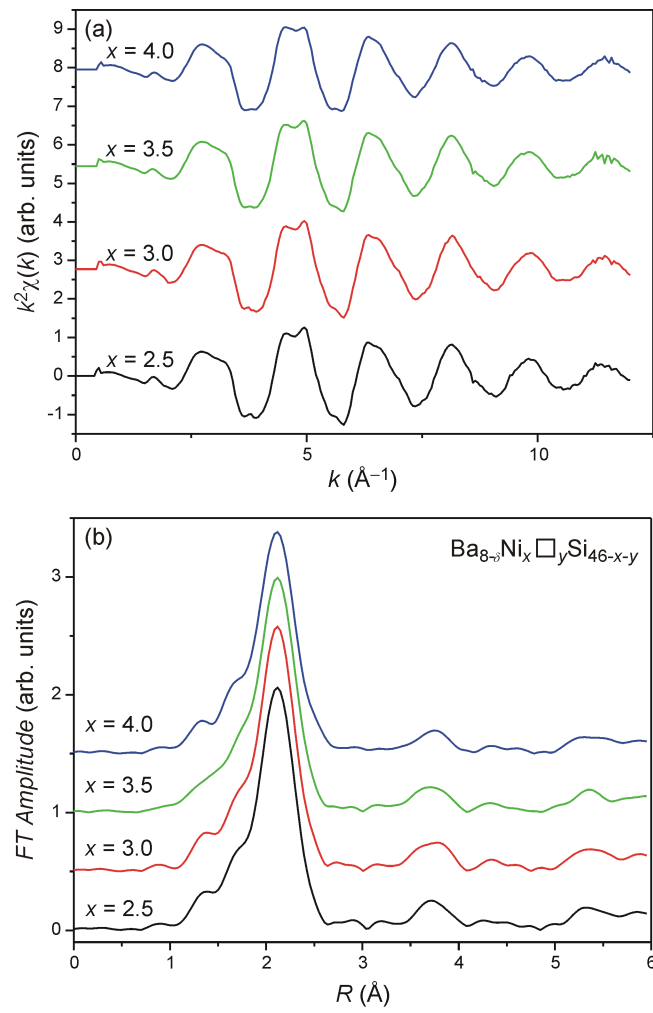 (a)
9
8
7
6
5
4
3
2
1
0
-1
k²χ(k) (arb. units)
x = 4.0
x = 3.5
x = 3.0
x = 2.5
0 5 10
k (Å⁻¹)
(b)
Ba₈₋δNiₓ□ᵧSi₄₆₋ₓ₋ᵧ
3
2
1
0
FT Amplitude (arb. units)
x = 4.0
x = 3.5
x = 3.0
x = 2.5
0 1 2 3 4 5 6
R (Å)